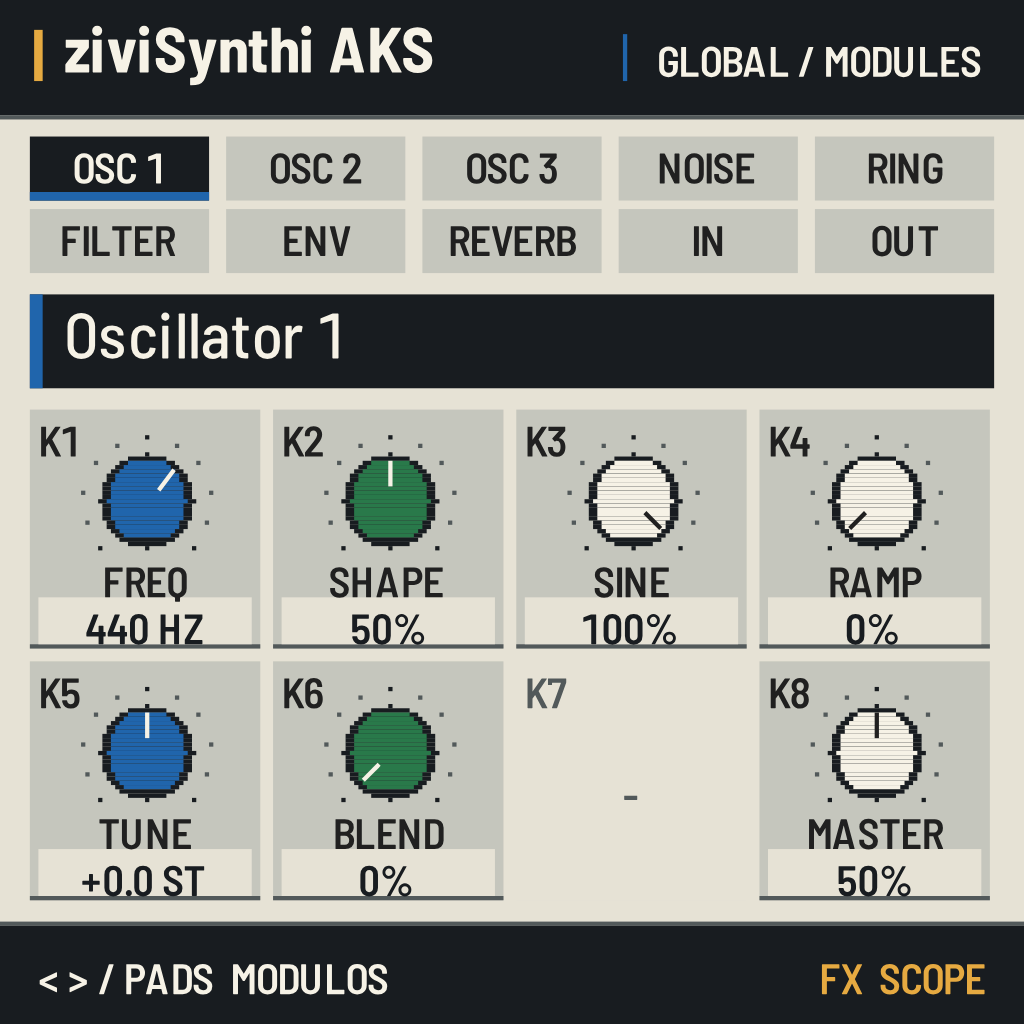 ziviSynthi AKS
GLOBAL / MODULES
OSC 1 OSC 2 OSC 3 NOISE RING
FILTER ENV REVERB IN OUT
Oscillator 1
K1 K2 K3 K4
FREQ SHAPE SINE RAMP
440 HZ 50% 100% 0%
K5 K6 K7 K8
-
TUNE BLEND MASTER
+0.0 ST 0% 50%
< > / PADS MODULOS FX SCOPE